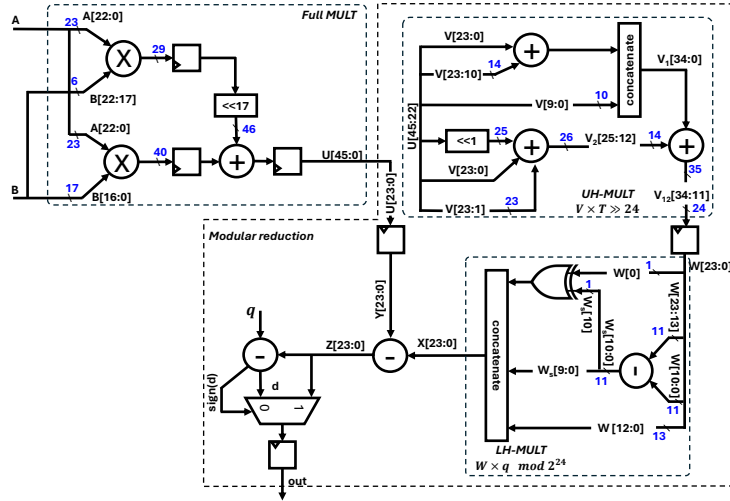 A
23
A[22:0]
Full MULT
X
29
6
B[22:17]
<<17
46
A[22:0]
23
X
40
+
U[45:0]
B
17
B[16:0]
U[23:0]
U[45:22]
V[23:0]
+
V[23:10]
14
concatenate
V₁[34:0]
V[9:0]
10
<<1
25
+
26
V₂[25:12]
14
+
V[23:0]
35
V[23:1]
23
UH-MULT
V × T ≫ 24
V₁₂[34:11]
24
Modular reduction
W[23:0]
1
W[0]
1
Wₛ[10]
Wₛ[10:0]
W[23:13]
11
W[10:0]
Y[23:0]
concatenate
q
Z[23:0]
X[23:0]
-
-
-
Wₛ[9:0]
11
11
sign(d)
d
0
1
W [12:0]
13
LH-MULT
W × q mod 2²⁴
out